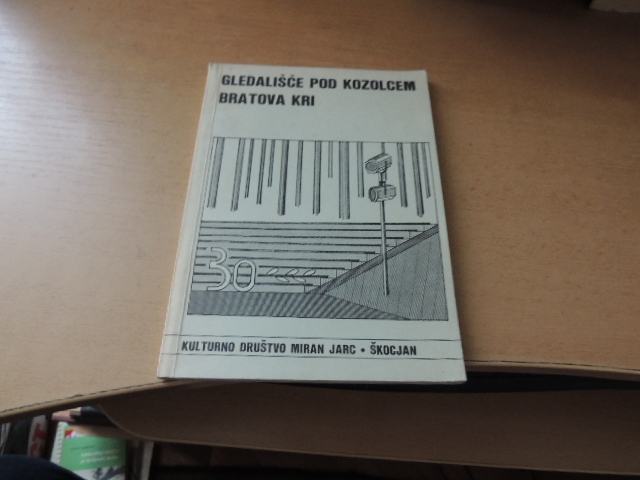 GLEDALIŠČE POD KOZOLCEM
BRATOVA KRI
30
KULTURNO DRUŠTVO MIRAN JARC • ŠKOCJAN